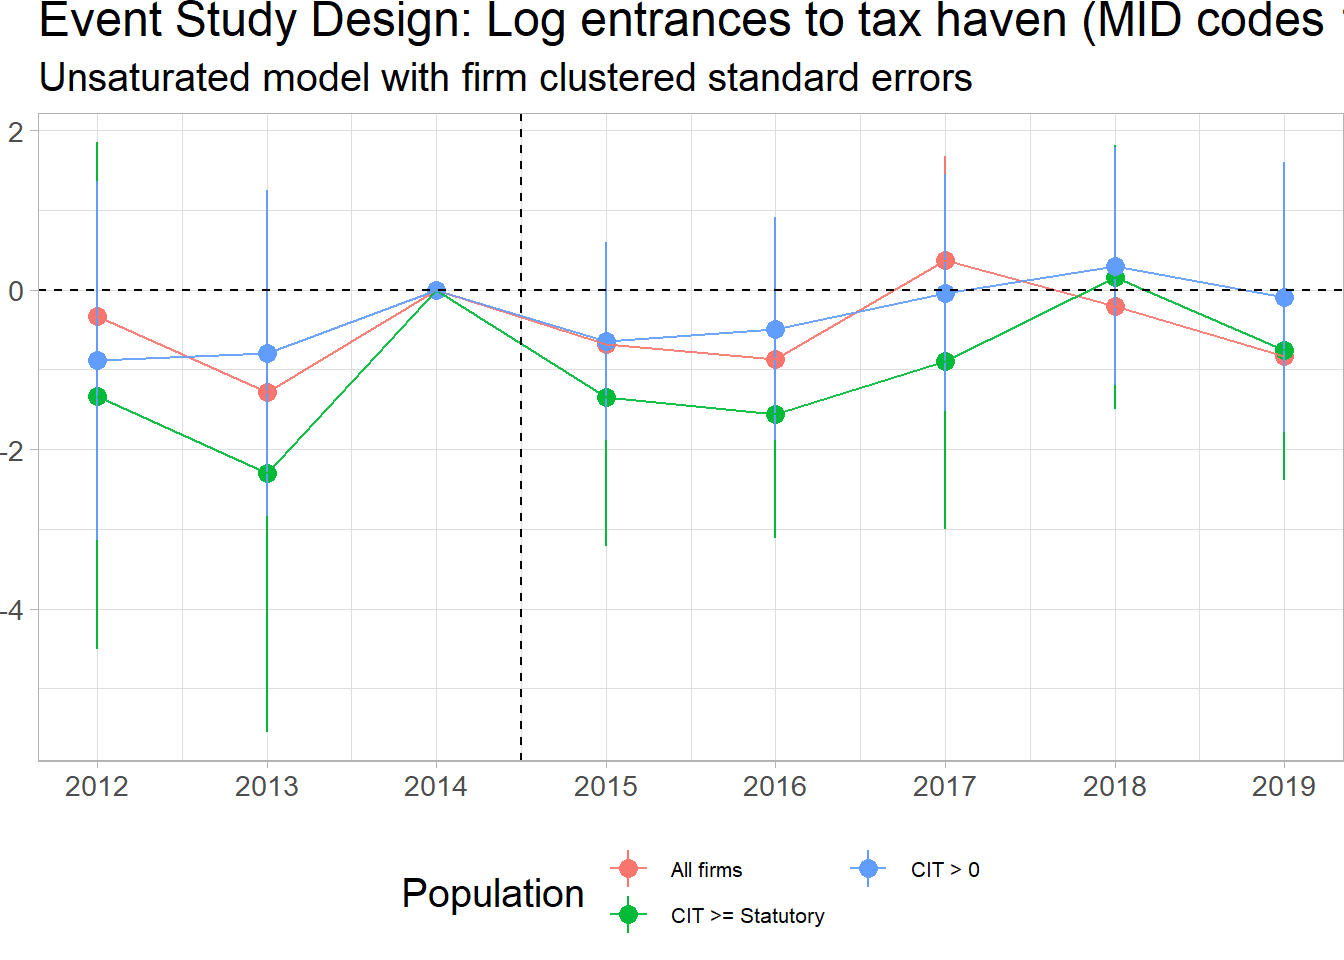 Event Study Design: Log entrances to tax haven (MID codes
Unsaturated model with firm clustered standard errors
2
0
-2
-4
2012 2013 2014 2015 2016 2017 2018 2019
Population
All firms
CIT > 0
CIT >= Statutory